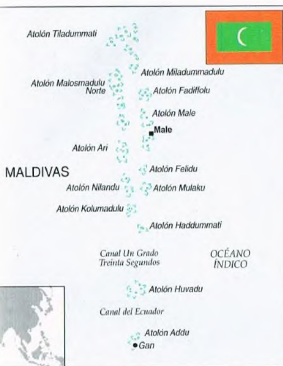 Atolón Tiladummati
Atolón Miladummadulu
Atolón Malosmadulu
Norte
Atolón Fadiffolu
Atolón Male
Male
Atolón Ari
MALDIVAS
Atolón Felidu
Atolón Nilandu
Atolón Mulaku
Atolón Kolumadulu
Atolón Haddummati
Canal Un Grado
Treinta Segundos
OCÉANO
ÍNDICO
Atolón Huvadu
Canal del Ecuador
Atolón Addu
Gan